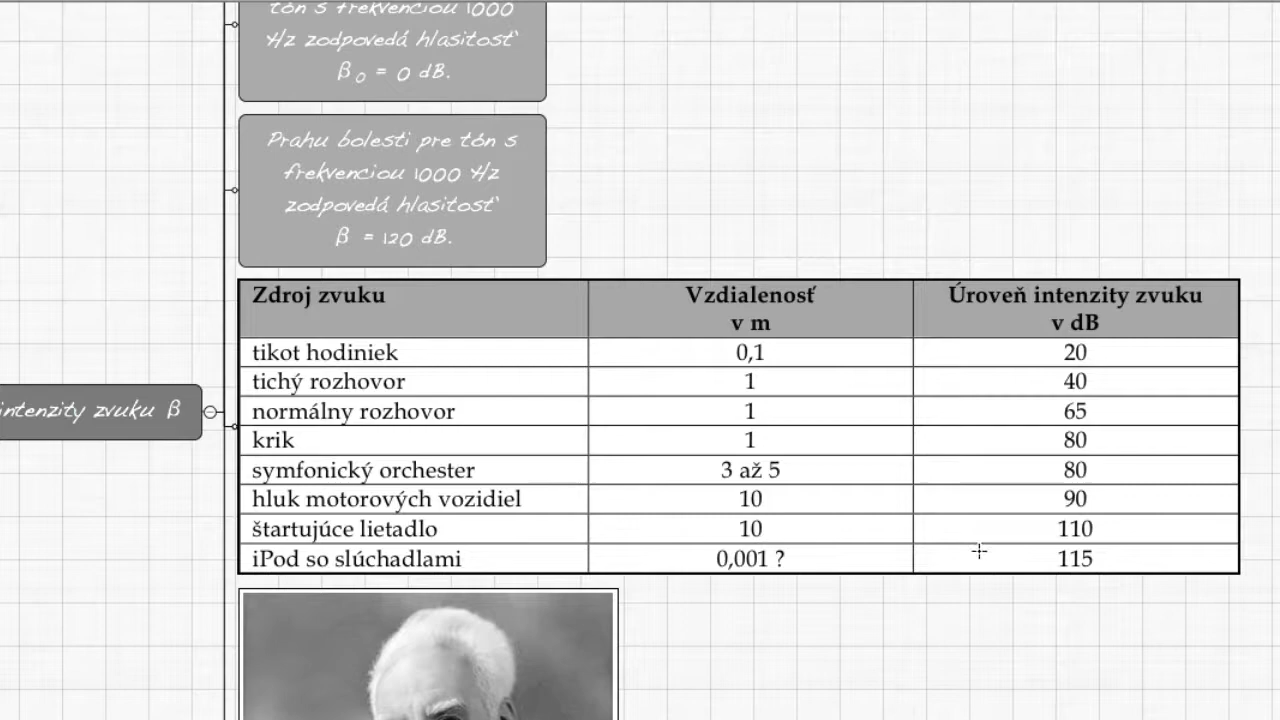 tón s frekvenciou 1000
Hz zodpovedá hlasitosť
β0 = 0 dB.
Prahu bolesti pre tón s
frekvenciou 1000 Hz
zodpovedá hlasitosť
β = 120 dB.
intenzity zvuku β
Zdroj zvuku Vzdialenosť v m Úroveň intenzity zvuku v dB
tikot hodiniek 0,1 20
tichý rozhovor 1 40
normálny rozhovor 1 65
krik 1 80
symfonický orchester 3 až 5 80
hluk motorových vozidiel 10 90
štartujúce lietadlo 10 110
iPod so slúchadlami 0,001 ? 115